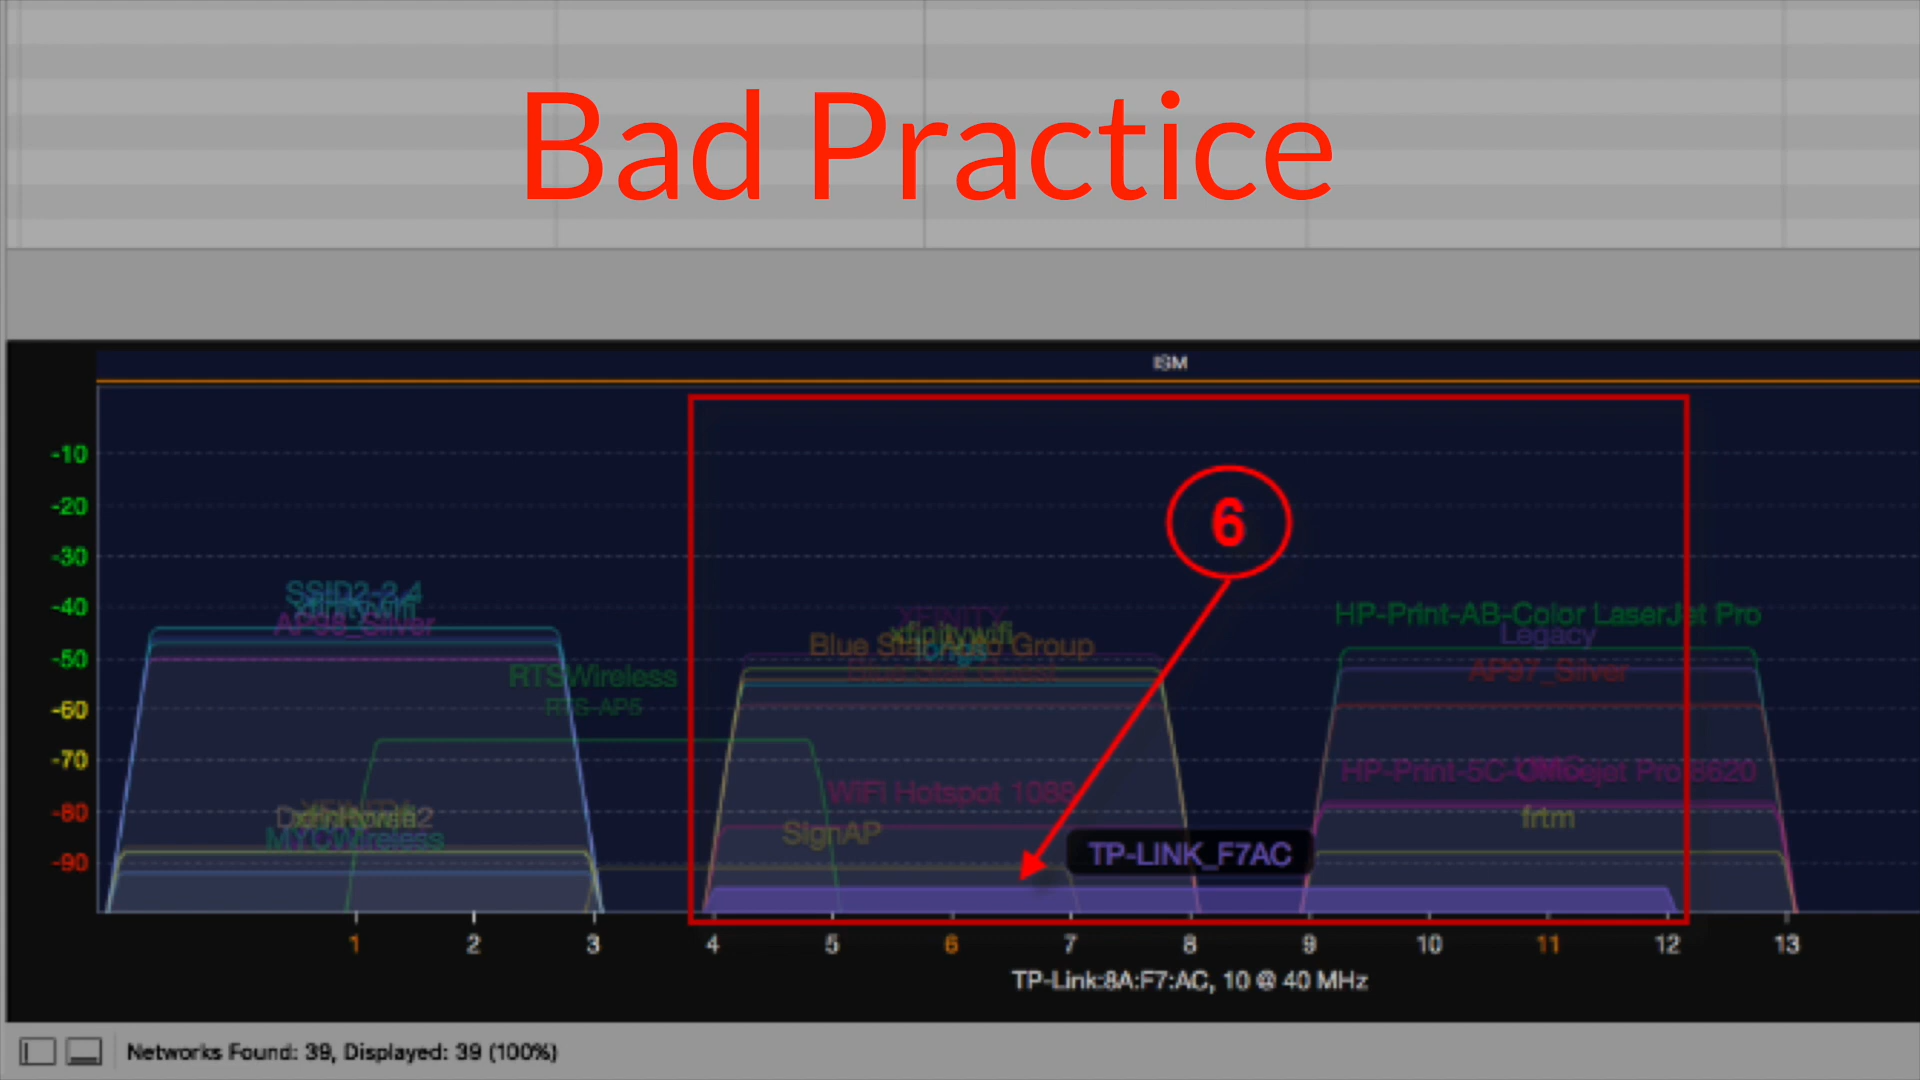 Bad Practice
ISM
-10
-20
-30
-40
-50
-60
-70
-80
-90
6
SSID2-2.4
xfinitywifi
AP98_Silver
RTSWireless
RTS-AP5
MYCWireless
XFINITY
xfinitywifi
Blue Star Auto Group
WiFi Hotspot 1088
SignAP
TP-LINK_F7AC
HP-Print-AB-Color LaserJet Pro
Legacy
AP97_Silver
frtm
1 2 3 4 5 6 7 8 9 10 11 12 13
TP-Link:8A:F7:AC, 10 @ 40 MHz
Networks Found: 39, Displayed: 39 (100%)